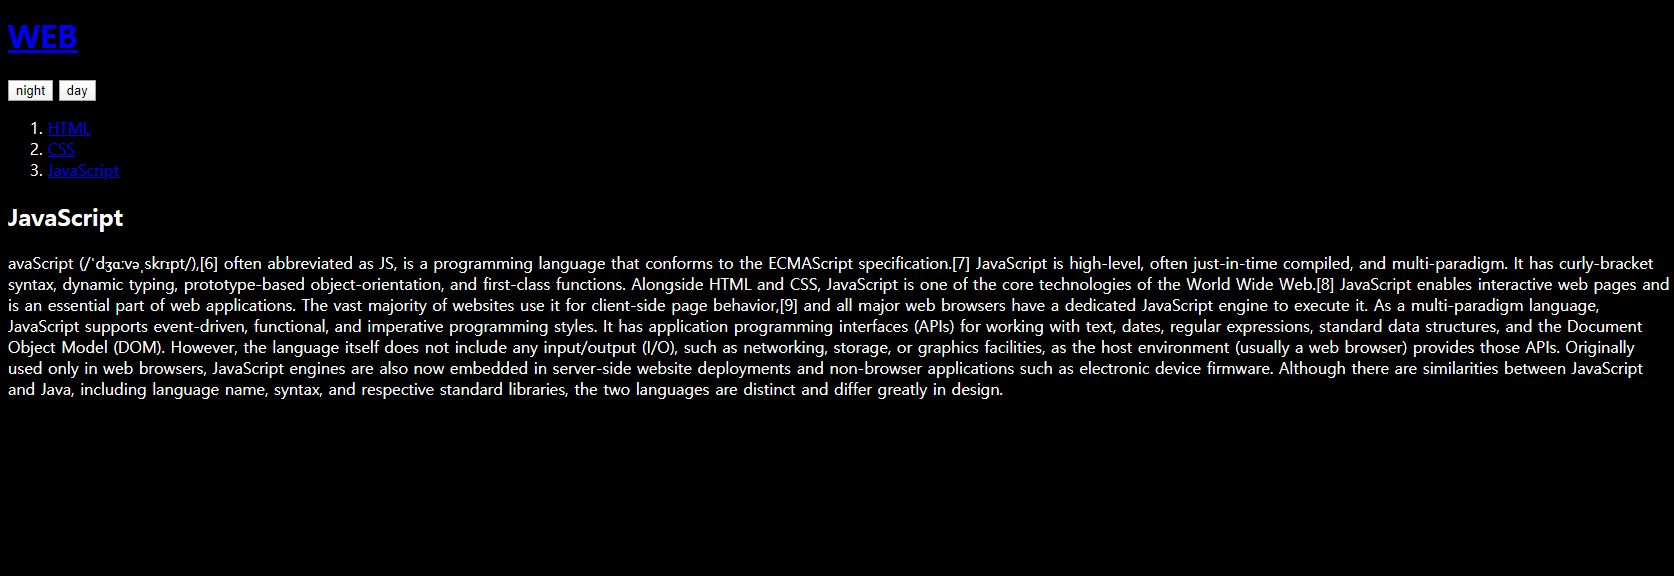 WEB
night day
1. HTML
2. CSS
3. JavaScript
JavaScript
avaScript (/ˈdʒɑːvəˌskrɪpt/),[6] often abbreviated as JS, is a programming language that conforms to the ECMAScript specification.[7] JavaScript is high-level, often just-in-time compiled, and multi-paradigm. It has curly-bracket
syntax, dynamic typing, prototype-based object-orientation, and first-class functions. Alongside HTML and CSS, JavaScript is one of the core technologies of the World Wide Web.[8] JavaScript enables interactive web pages and
is an essential part of web applications. The vast majority of websites use it for client-side page behavior,[9] and all major web browsers have a dedicated JavaScript engine to execute it. As a multi-paradigm language,
JavaScript supports event-driven, functional, and imperative programming styles. It has application programming interfaces (APIs) for working with text, dates, regular expressions, standard data structures, and the Document
Object Model (DOM). However, the language itself does not include any input/output (I/O), such as networking, storage, or graphics facilities, as the host environment (usually a web browser) provides those APIs. Originally
used only in web browsers, JavaScript engines are also now embedded in server-side website deployments and non-browser applications such as electronic device firmware. Although there are similarities between JavaScript
and Java, including language name, syntax, and respective standard libraries, the two languages are distinct and differ greatly in design.